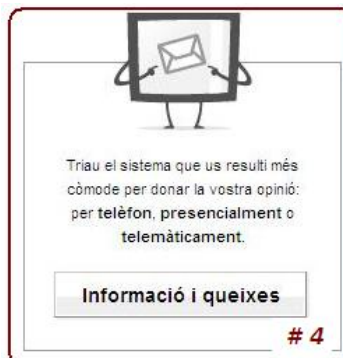 Triau el sistema que us resulti més
còmode per donar la vostra opinió:
per telèfon, presencialment o
telemàticament.
Informació i queixes
# 4